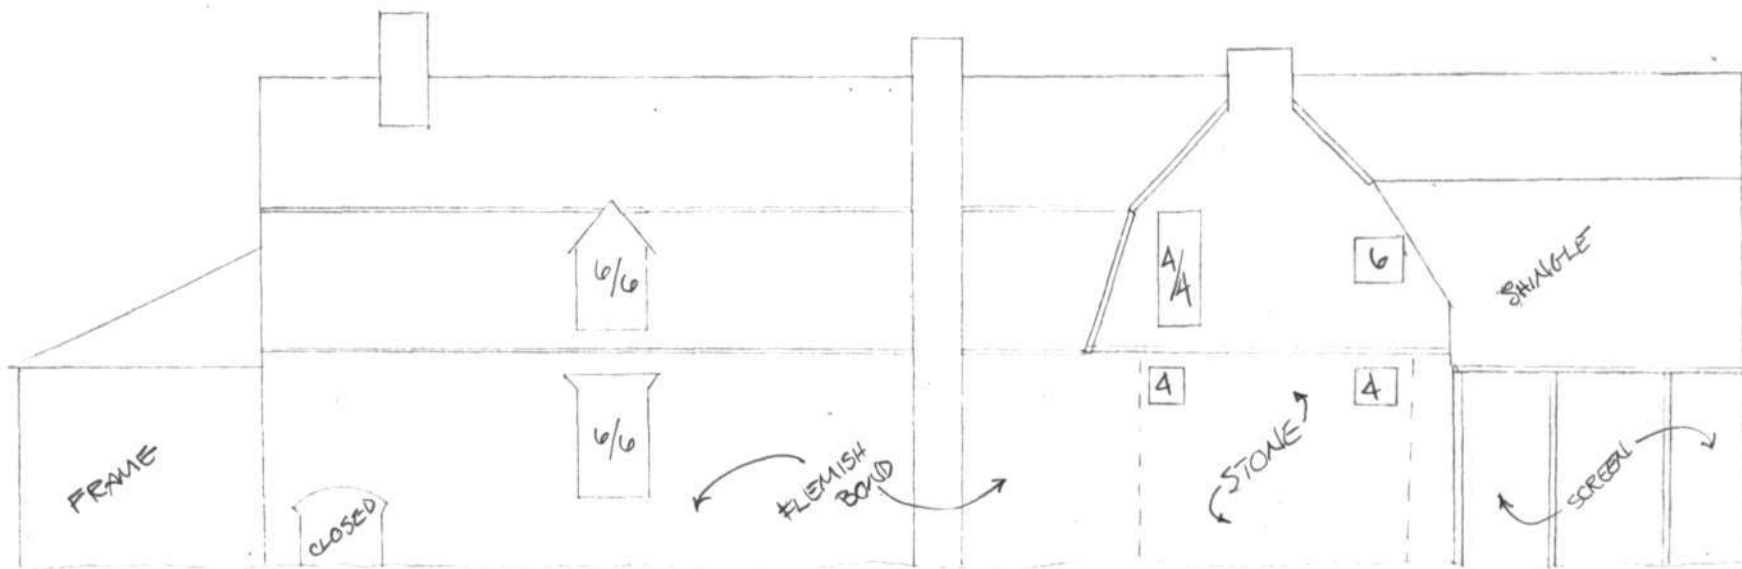 6/6
4/4
6
SHINGLE
6/6
4
4
FRAME
CLOSED
FLEMISH
BOND
STONE
SCREEN